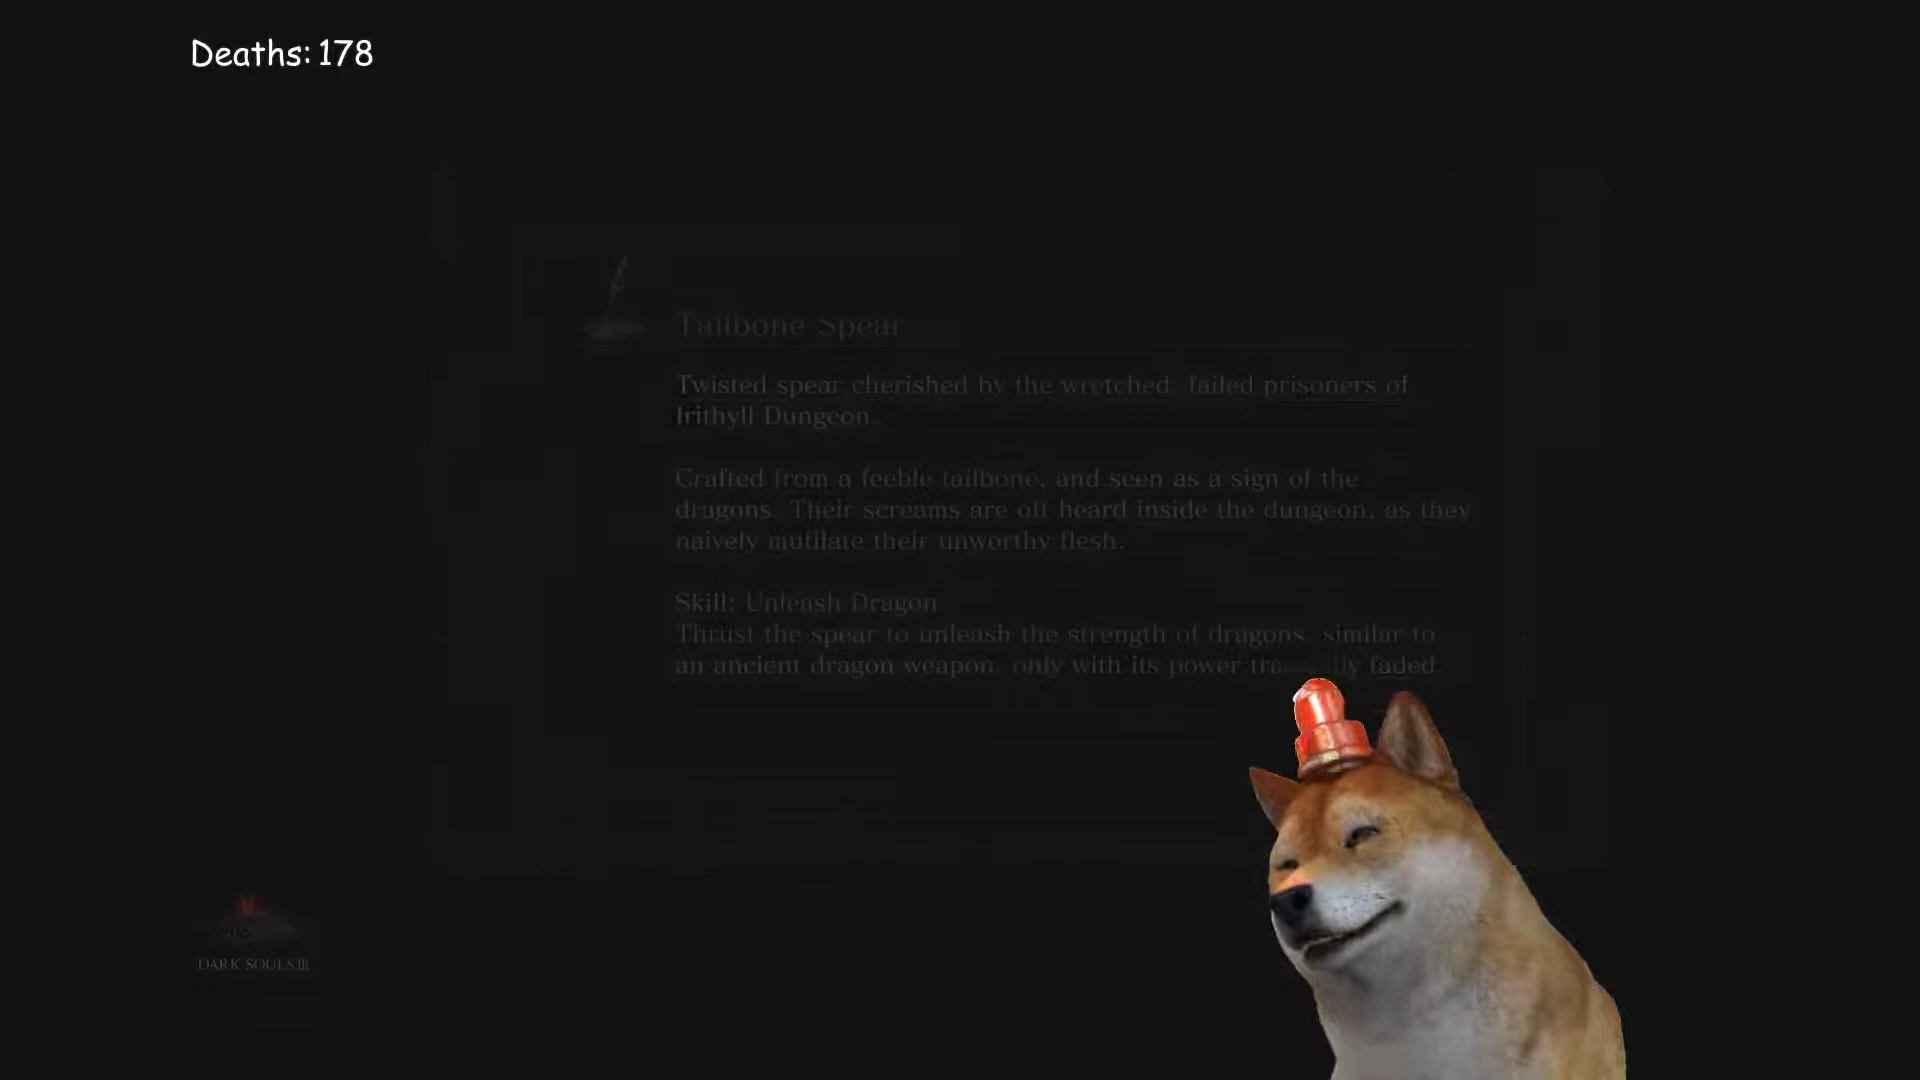 Deaths: 178
Tailbone Spear
Twisted spear cherished by the wretched, failed prisoners of
Irithyll Dungeon.
Crafted from a feeble tailbone, and seen as a sign of the
dragons. Their screams are oft heard inside the dungeon, as they
naively mutilate their unworthy flesh.
Skill: Unleash Dragon
Thrust the spear to unleash the strength of dragons, similar to
an ancient dragon weapon, only with its power faded.
DARK SOULS III